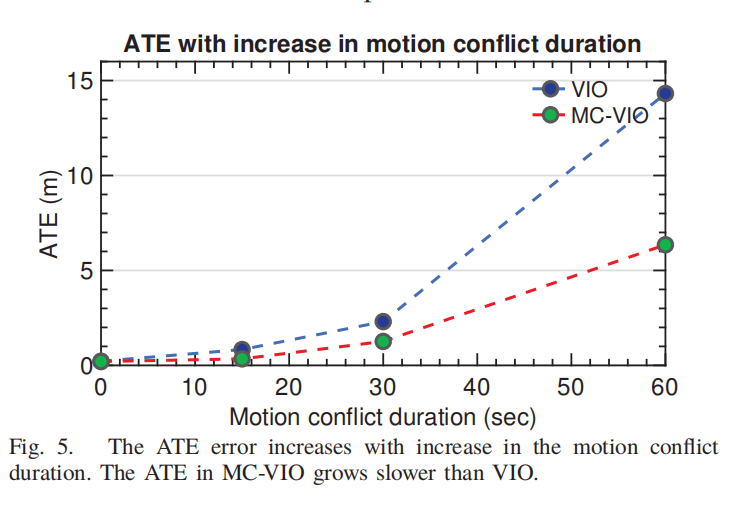 ATE with increase in motion conflict duration
15
VIO
MC-VIO
10
ATE (m)
5
0
0 10 20 30 40 50 60
Motion conflict duration (sec)
Fig. 5. The ATE error increases with increase in the motion conflict
duration. The ATE in MC-VIO grows slower than VIO.